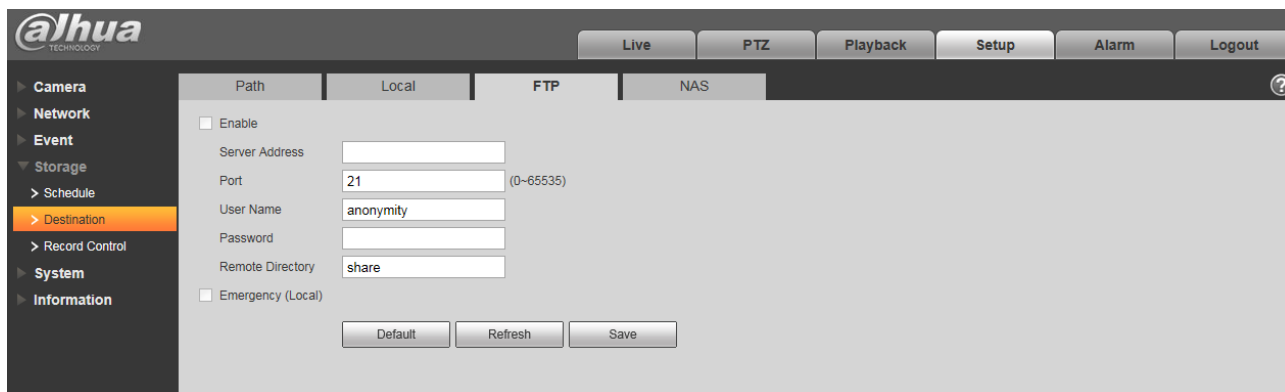 alhua
TECHNOLOGY
Live PTZ Playback Setup Alarm Logout
Camera
Network
Event
Storage
> Schedule
> Destination
> Record Control
System
Information
Path Local FTP NAS
?
Enable
Server Address
Port 21 (0~65535)
User Name anonymity
Password
Remote Directory share
Emergency (Local)
Default Refresh Save